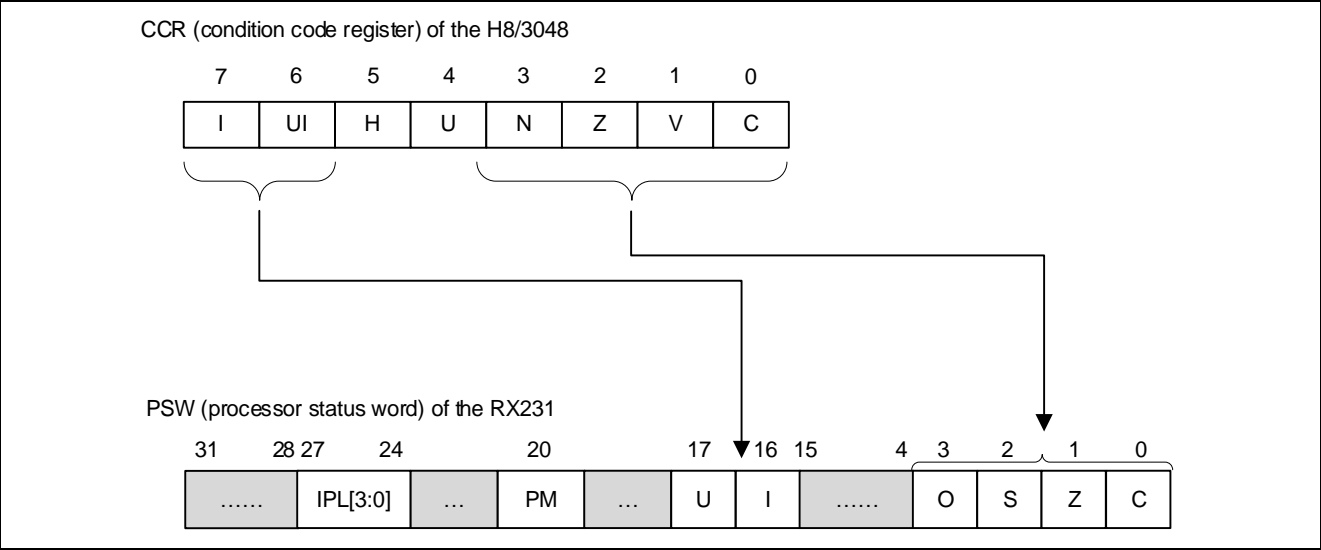 CCR (condition code register) of the H8/3048
7 6 5 4 3 2 1 0
I UI H U N Z V C
PSW (processor status word) of the RX231
31 28 27 24 20 17 16 15 4 3 2 1 0
...... IPL[3:0] ... PM ... U I ...... O S Z C